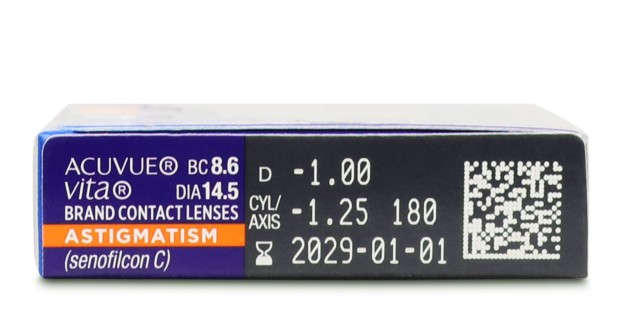 ACUVUE® BC 8.6
vita® DIA 14.5
BRAND CONTACT LENSES
ASTIGMATISM
(senofilcon C)
D -1.00
CYL/AXIS -1.25 180
2029-01-01